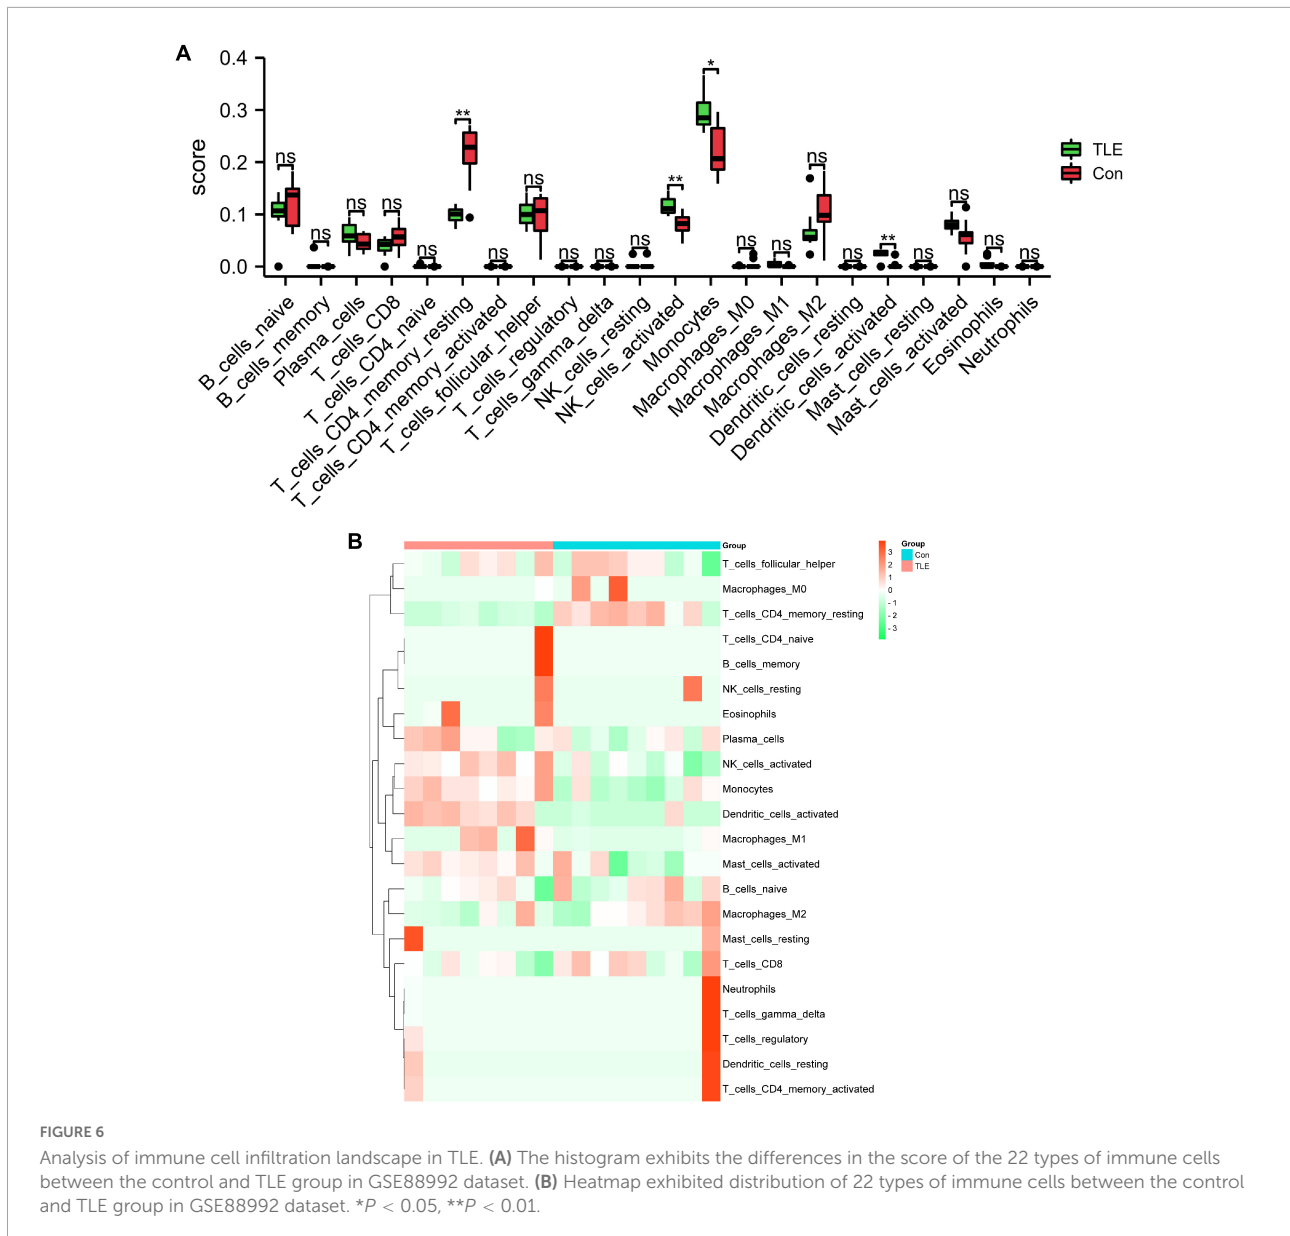 A
0.4
0.3
0.2
0.1
0.0
score
ns
ns
ns
ns
ns
**
ns
ns
ns
ns
ns
**
*
ns
ns
ns
ns
**
ns
ns
ns
ns
TLE
Con
B_cells_naive
B_cells_memory
Plasma_cells
T_cells_CD8
T_cells_CD4_naive
T_cells_CD4_memory_resting
T_cells_CD4_memory_activated
T_cells_follicular_helper
T_cells_regulatory
T_cells_gamma_delta
NK_cells_resting
NK_cells_activated
Monocytes
Macrophages_M0
Macrophages_M1
Macrophages_M2
Dendritic_cells_resting
Dendritic_cells_activated
Mast_cells_resting
Mast_cells_activated
Eosinophils
Neutrophils
B
Group
T_cells_follicular_helper
Macrophages_M0
T_cells_CD4_memory_resting
T_cells_CD4_naive
B_cells_memory
NK_cells_resting
Eosinophils
Plasma_cells
NK_cells_activated
Monocytes
Dendritic_cells_activated
Macrophages_M1
Mast_cells_activated
B_cells_naive
Macrophages_M2
Mast_cells_resting
T_cells_CD8
Neutrophils
T_cells_gamma_delta
T_cells_regulatory
Dendritic_cells_resting
T_cells_CD4_memory_activated
3
2
1
0
-1
-2
-3
Group
Con
TLE
FIGURE 6
Analysis of immune cell infiltration landscape in TLE. (A) The histogram exhibits the differences in the score of the 22 types of immune cells
between the control and TLE group in GSE88992 dataset. (B) Heatmap exhibited distribution of 22 types of immune cells between the control
and TLE group in GSE88992 dataset. *P < 0.05, **P < 0.01.